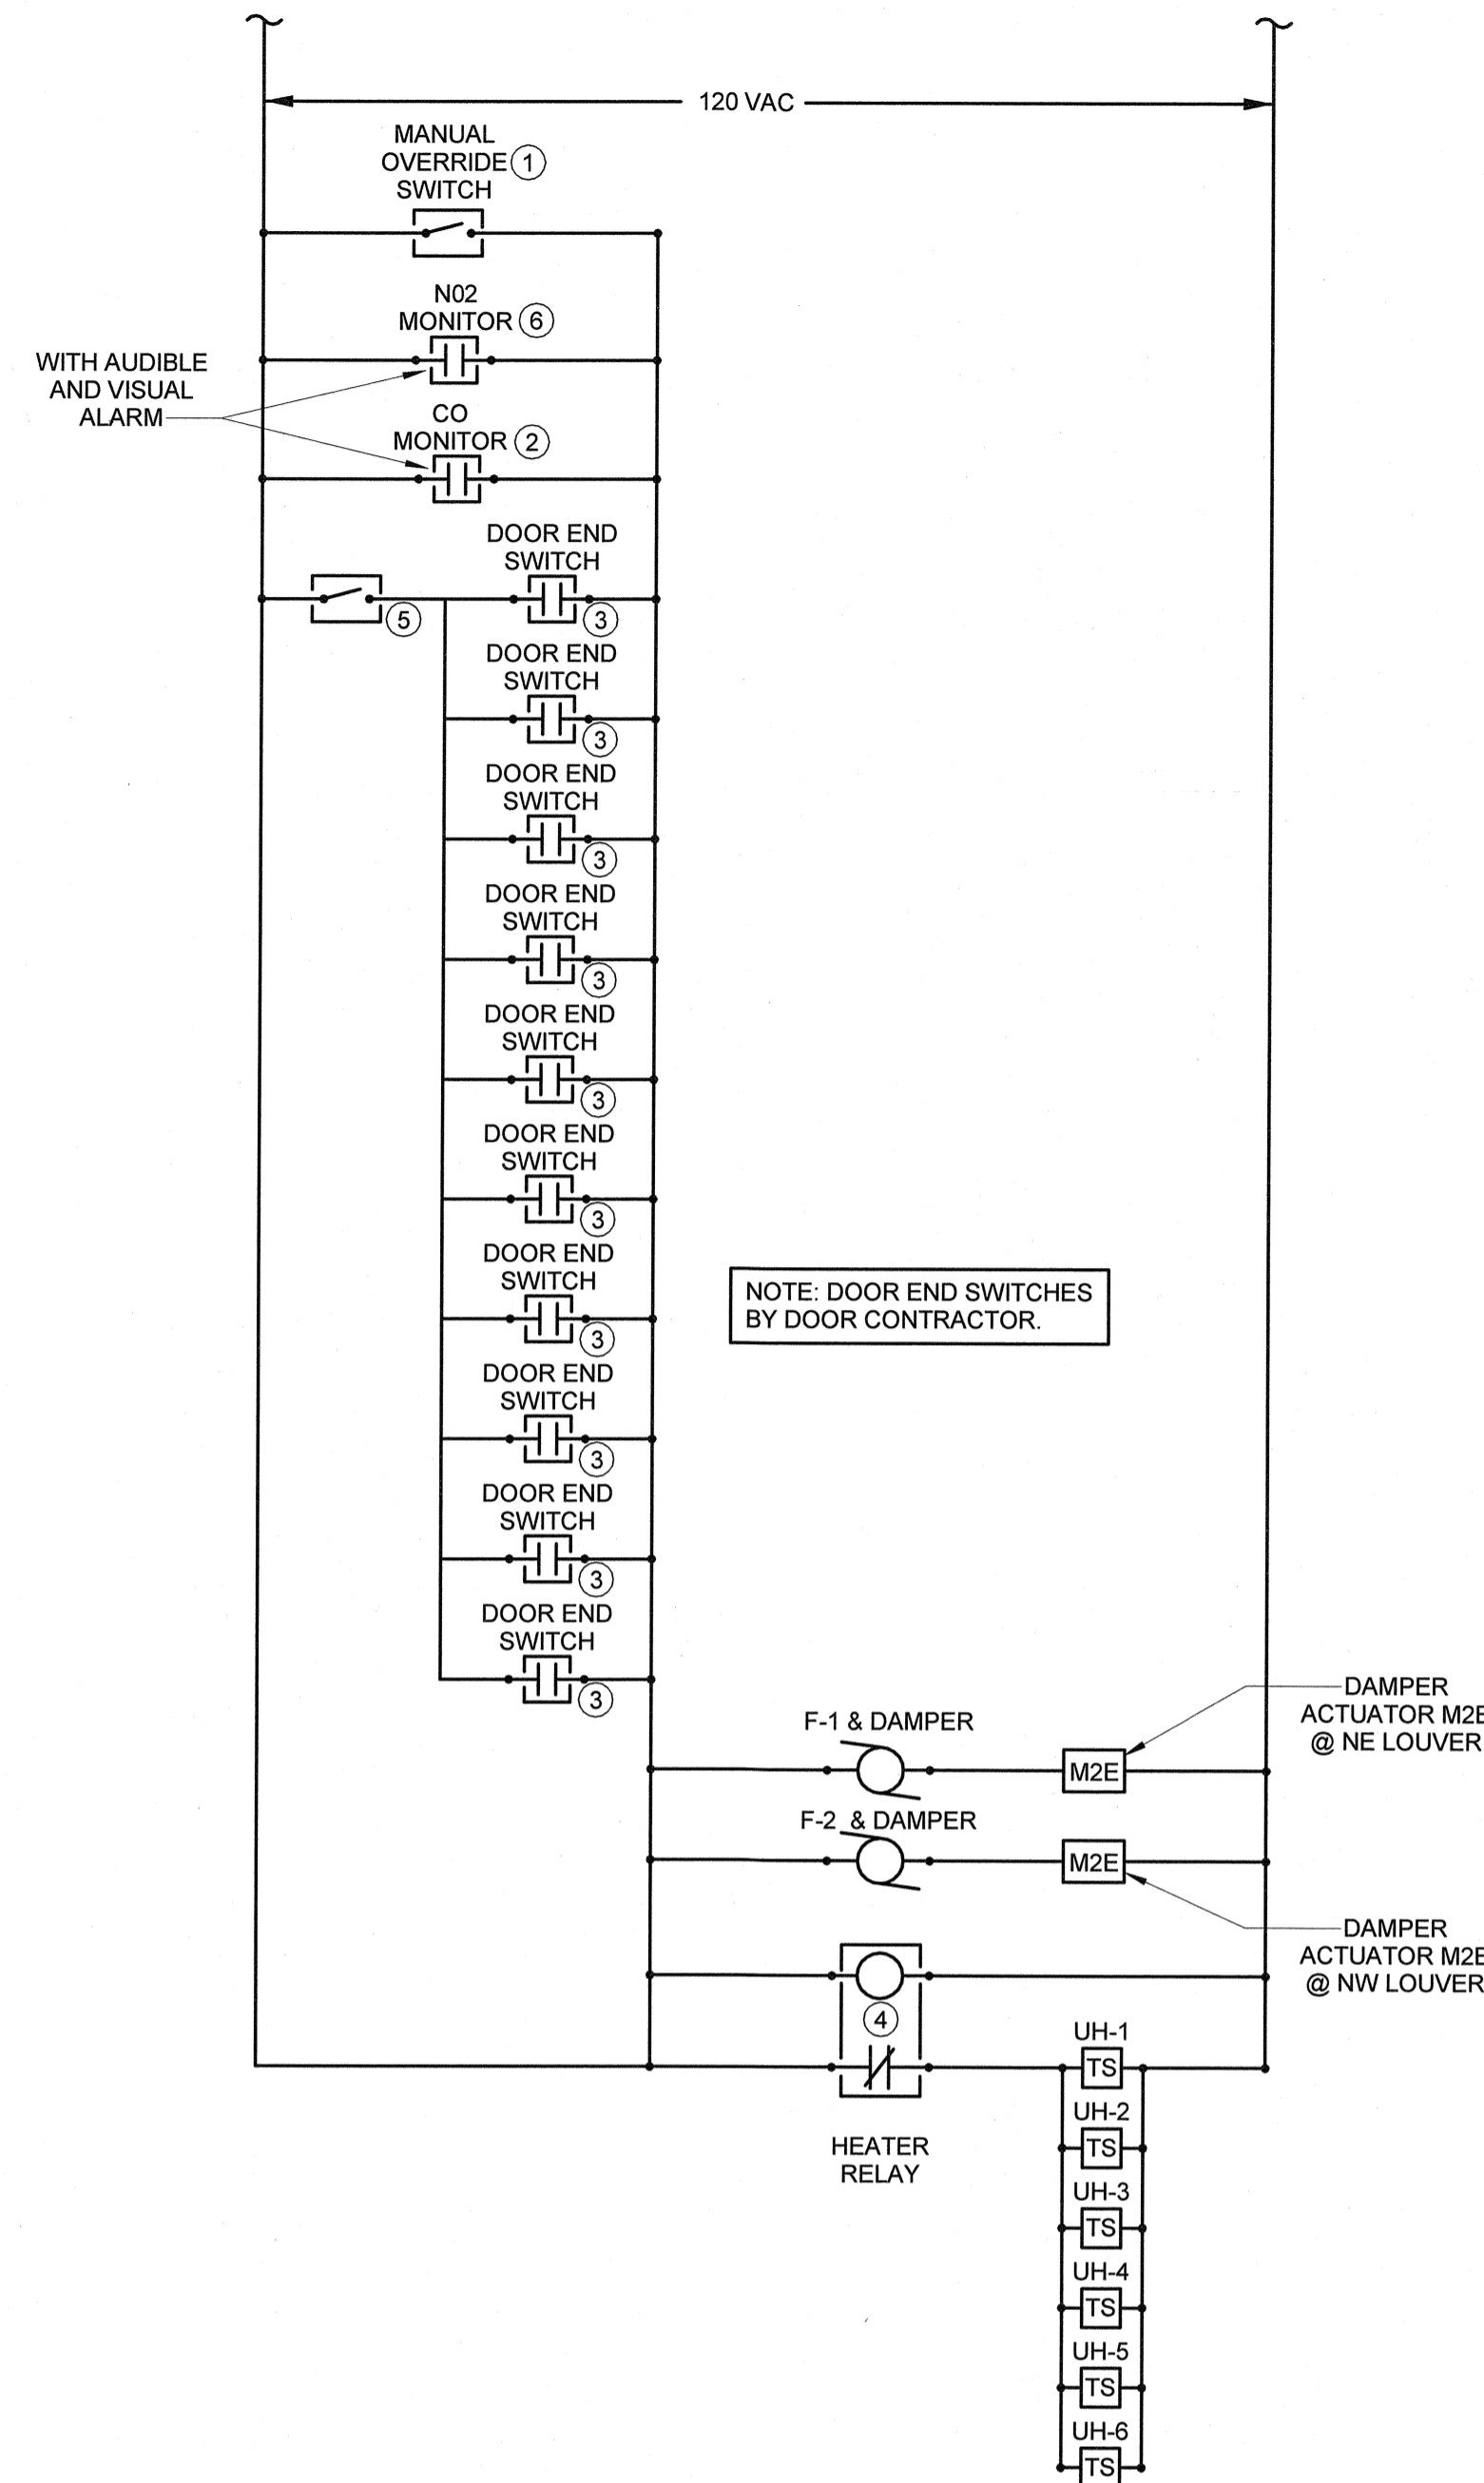 120 VAC
MANUAL
OVERRIDE 1
SWITCH
N02
MONITOR 6
WITH AUDIBLE
AND VISUAL
ALARM
CO
MONITOR 2
DOOR END
SWITCH
5
3
DOOR END
SWITCH
3
DOOR END
SWITCH
3
DOOR END
SWITCH
3
DOOR END
SWITCH
3
DOOR END
SWITCH
3
DOOR END
SWITCH
3
NOTE: DOOR END SWITCHES
BY DOOR CONTRACTOR.
DOOR END
SWITCH
3
DOOR END
SWITCH
3
DOOR END
SWITCH
3
F-1 & DAMPER
M2E
DAMPER
ACTUATOR M2E
@ NE LOUVER
F-2 & DAMPER
M2E
DAMPER
ACTUATOR M2E
@ NW LOUVER
4
HEATER
RELAY
UH-1
TS
UH-2
TS
UH-3
TS
UH-4
TS
UH-5
TS
UH-6
TS